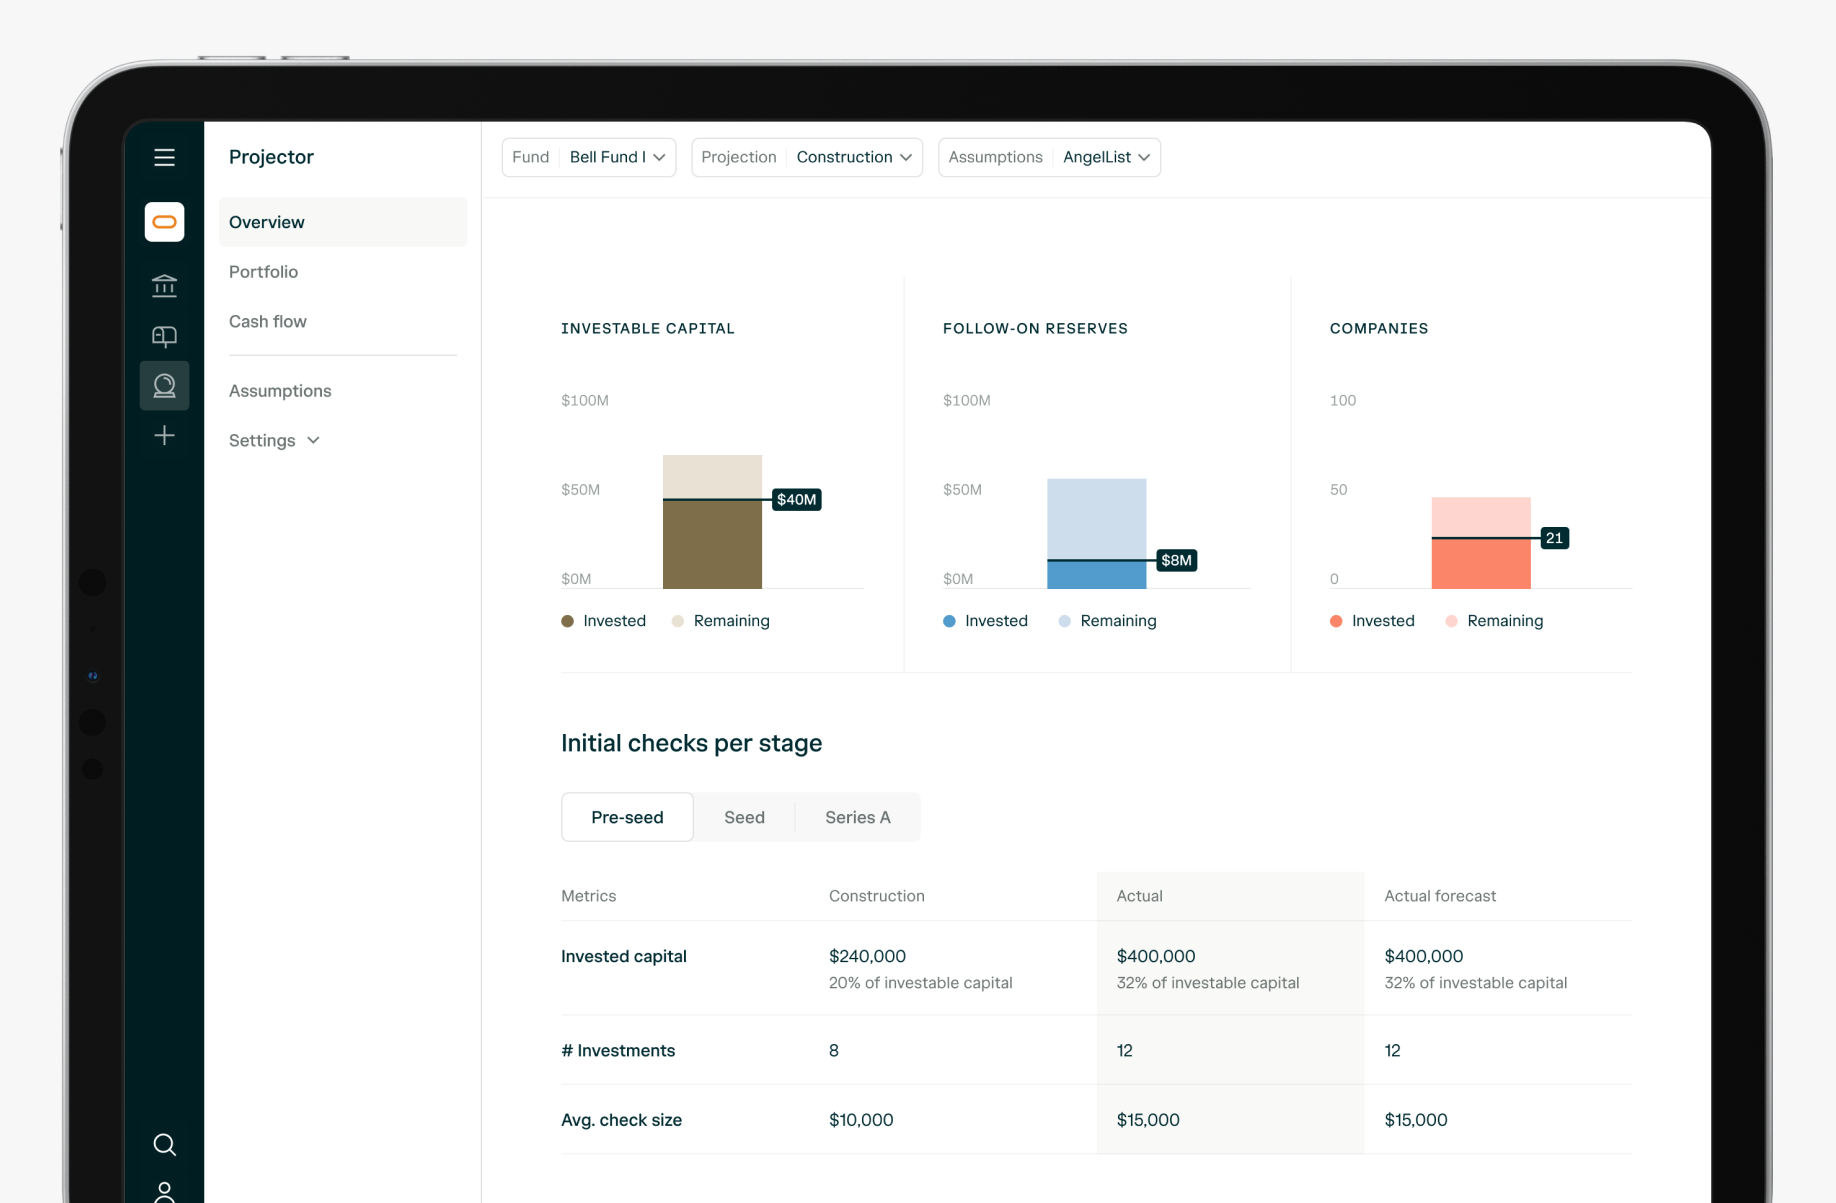 Projector
Fund Bell Fund I
Projection Construction
Assumptions AngelList
Overview
Portfolio
Cash flow
Assumptions
Settings
INVESTABLE CAPITAL
$100M
$50M
$40M
$0M
Invested Remaining
FOLLOW-ON RESERVES
$100M
$50M
$8M
$0M
Invested Remaining
COMPANIES
100
50
21
0
Invested Remaining
Initial checks per stage
Pre-seed Seed Series A
Metrics Construction Actual Actual forecast
Invested capital $240,000 $400,000 $400,000
20% of investable capital 32% of investable capital 32% of investable capital
# Investments 8 12 12
Avg. check size $10,000 $15,000 $15,000